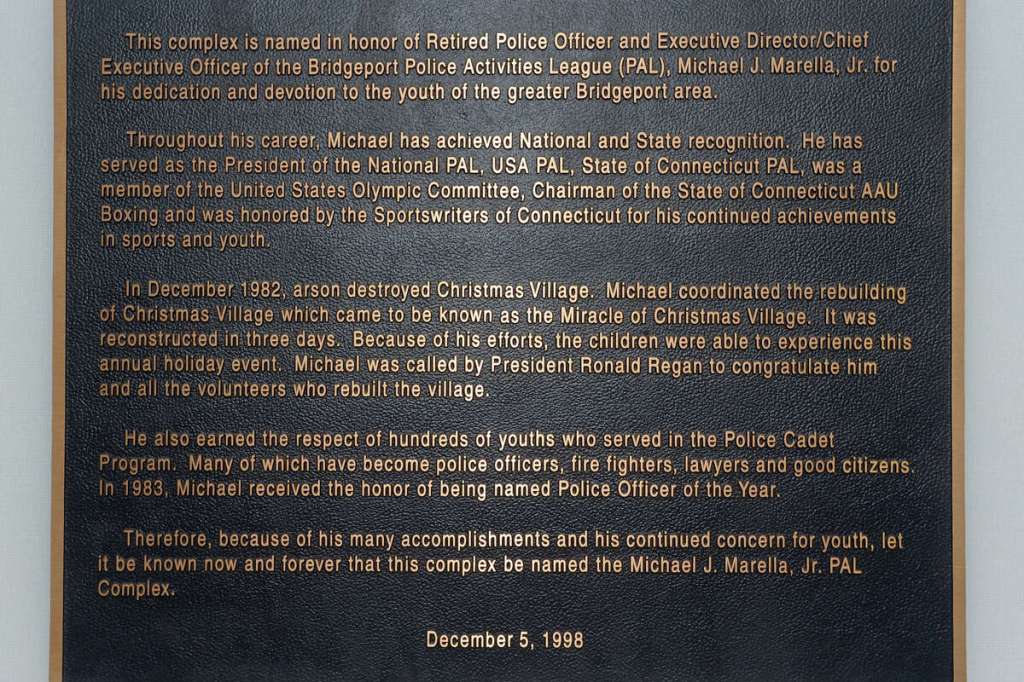 This complex is named in honor of Retired Police Officer and Executive Director/Chief
Executive Officer of the Bridgeport Police Activities League (PAL), Michael J. Marella, Jr. for
his dedication and devotion to the youth of the greater Bridgeport area.
Throughout his career, Michael has achieved National and State recognition. He has
served as the President of the National PAL, USA PAL, State of Connecticut PAL, was a
member of the United States Olympic Committee, Chairman of the State of Connecticut AAU
Boxing and was honored by the Sportswriters of Connecticut for his continued achievements
in sports and youth.
In December 1982, arson destroyed Christmas Village. Michael coordinated the rebuilding
of Christmas Village which came to be known as the Miracle of Christmas Village. It was
reconstructed in three days. Because of his efforts, the children were able to experience this
annual holiday event. Michael was called by President Ronald Regan to congratulate him
and all the volunteers who rebuilt the village.
He also earned the respect of hundreds of youths who served in the Police Cadet
Program. Many of which have become police officers, fire fighters, lawyers and good citizens.
In 1983, Michael received the honor of being named Police Officer of the Year.
Therefore, because of his many accomplishments and his continued concern for youth, let
it be known now and forever that this complex be named the Michael J. Marella, Jr. PAL
Complex.
December 5, 1998